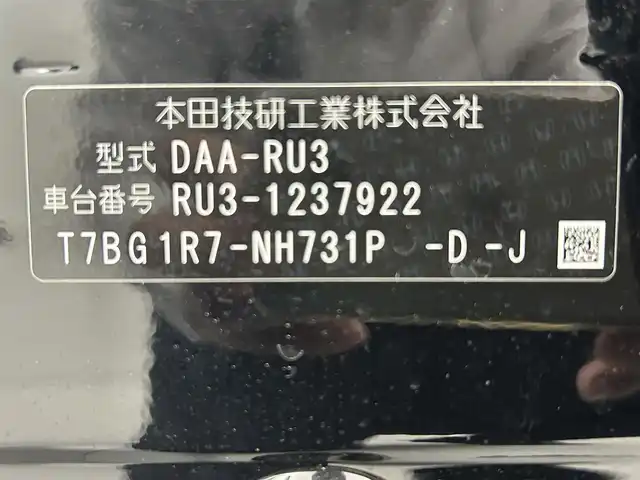 本田技研工業株式会社
型式 DAA-RU3
車台番号 RU3-1237922
T7BG1R7-NH731P -D -J